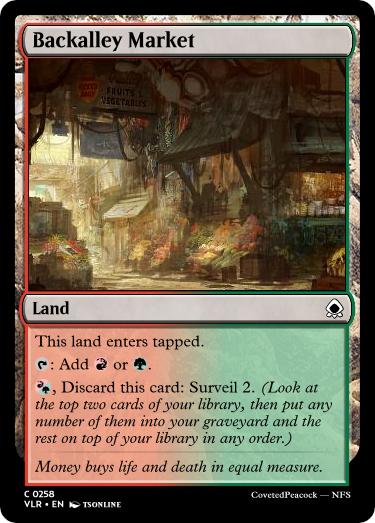 Backalley Market
FRUITS &
VEGETABLES
Land
This land enters tapped.
: Add or .
, Discard this card: Surveil 2. (Look at
the top two cards of your library, then put any
number of them into your graveyard and the
rest on top of your library in any order.)
Money buys life and death in equal measure.
C 0258
VLR • EN TSONLINE
CovetedPeacock — NFS